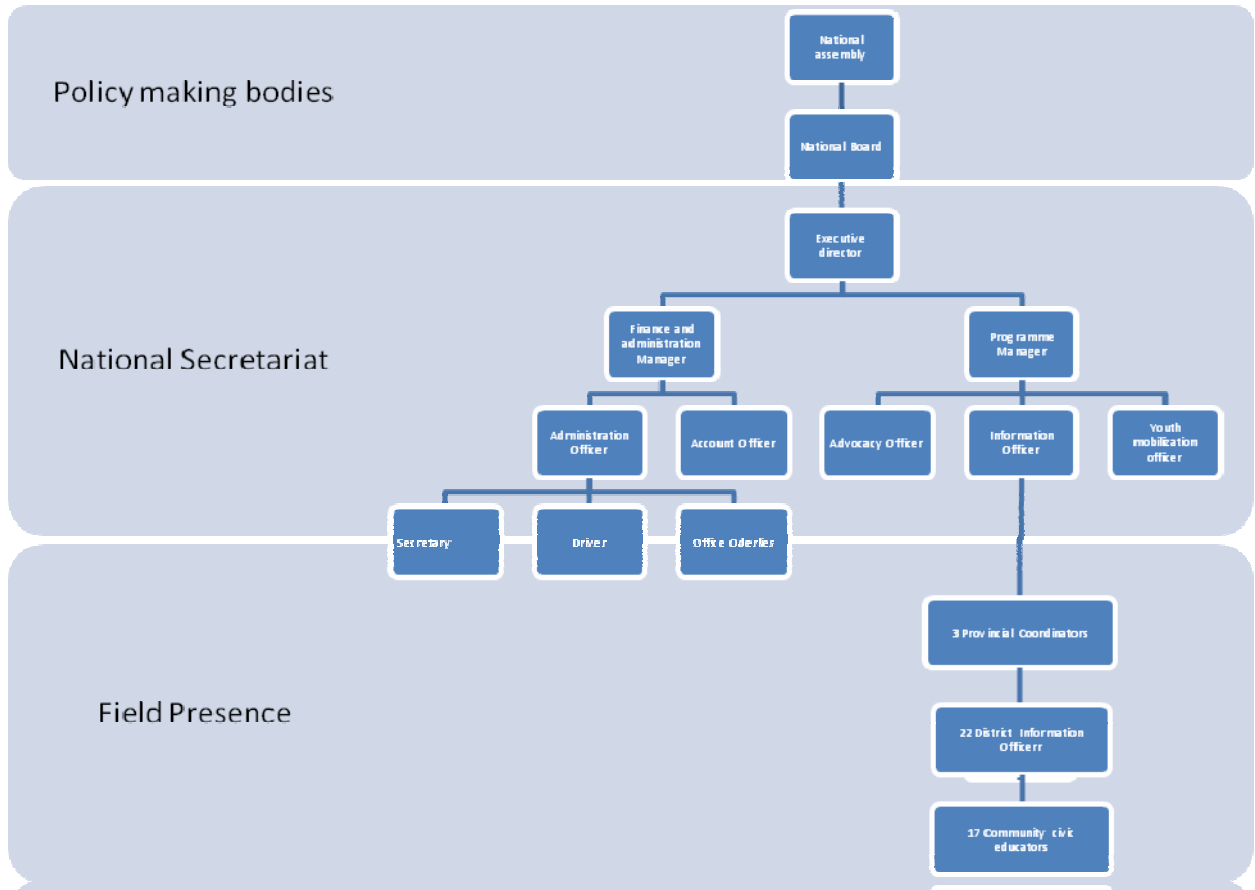 Policy making bodies
National
assembly
National Board
National Secretariat
Executive
director
Finance and
administration
Manager
Programme
Manager
Administration
Officer
Account Officer
Advocacy Officer
Information
Officer
Youth
mobilization
officer
Secretary
Driver
Office Oderlies
Field Presence
3 Provincial Coordinators
22 District Information
Officerr
17 Community civic
educators